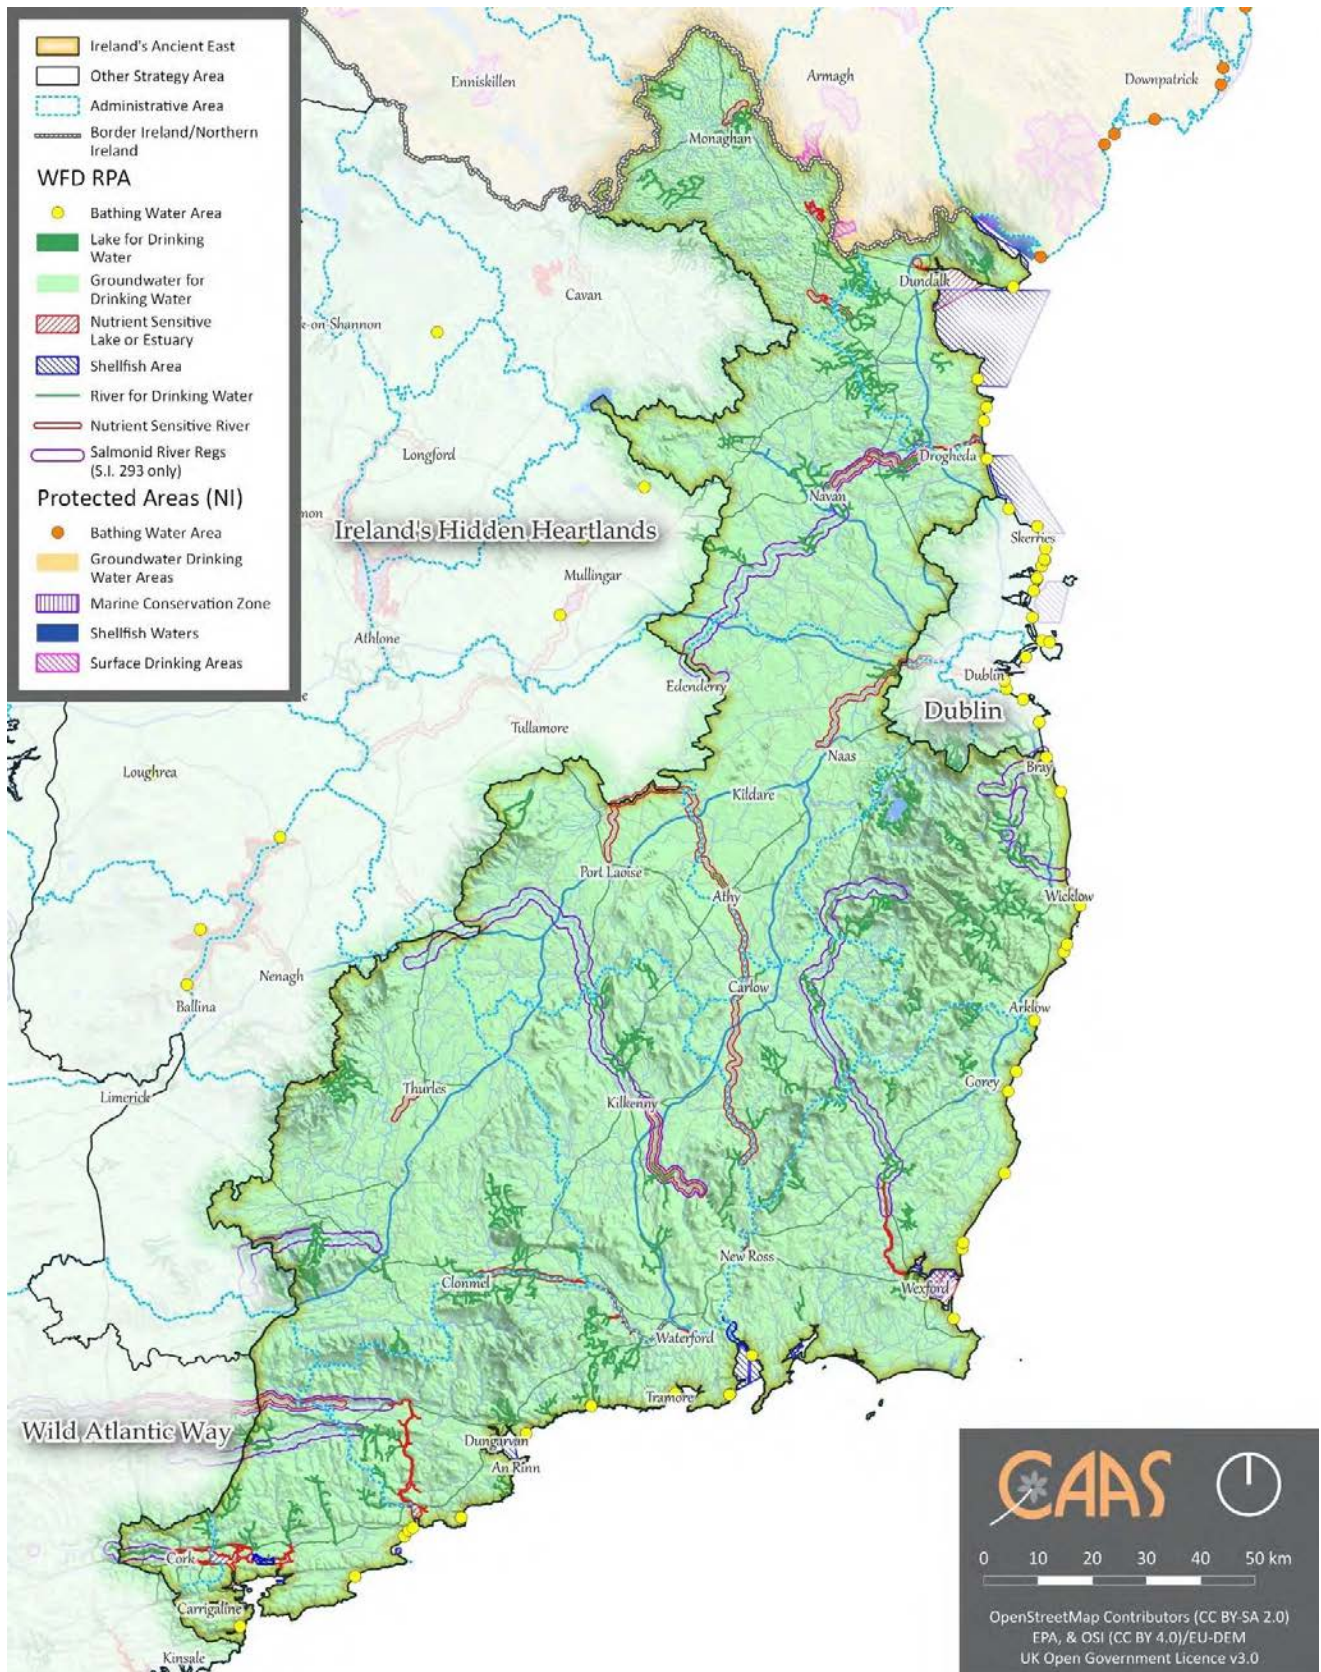 Ireland's Ancient East
Other Strategy Area
Administrative Area
Border Ireland/Northern
Ireland
WFD RPA
Bathing Water Area
Lake for Drinking
Water
Groundwater for
Drinking Water
Nutrient Sensitive
Lake or Estuary
Shellfish Area
River for Drinking Water
Nutrient Sensitive River
Salmonid River Regs
(S.I. 293 only)
Protected Areas (NI)
Bathing Water Area
Groundwater Drinking
Water Areas
Marine Conservation Zone
Shellfish Waters
Surface Drinking Areas
Enniskillen
Armagh
Downpatrick
Monaghan
Dundalk
Cavan
k-on-Shannon
Longford
Drogheda
Navan
mon
Ireland's Hidden Heartlands
Skerries
Mullingar
Athlone
Edenderry
Dublin
e
Dublin
Tullamore
Naas
Bray
Loughrea
Kildare
Port Laoise
Athy
Wicklow
Nenagh
Carlow
Ballina
Arklow
Gorey
Thurles
Limerick
Kilkenny
New Ross
Clonmel
Wexford
Waterford
Tramore
Wild Atlantic Way
Dungarvan
An Rinn
Cork
Carrigaline
Kinsale
CAAS
0 10 20 30 40 50 km
OpenStreetMap Contributors (CC BY-SA 2.0)
EPA, & OSI (CC BY 4.0)/EU-DEM
UK Open Government Licence v3.0